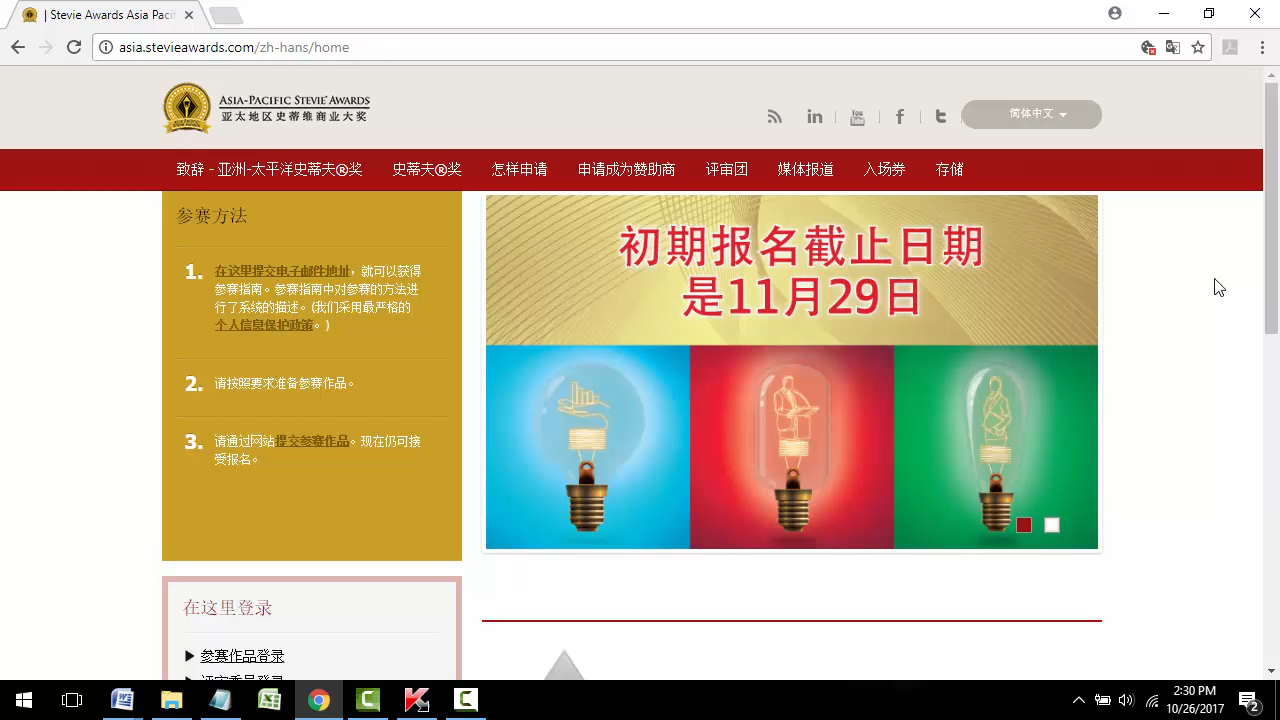 | Stevie Awards Asia Pacif
asia.stevieawards.com/zh-hans/home
ASIA-PACIFIC STEVIE® AWARDS
亚太地区史蒂维商业大奖
in
You
f
t
简体中文
致辞 - 亚洲-太平洋史蒂夫®奖
史蒂夫®奖
怎样申请
申请成为赞助商
评审团
媒体报道
入场券
存储
参赛方法
1. 在这里提交电子邮件地址，就可以获得
参赛指南。参赛指南中对参赛的方法进
行了系统的描述。(我们采用最严格的
个人信息保护政策。)
2. 请按照要求准备参赛作品。
3. 请通过网站提交参赛作品。现在仍可接
受报名。
初期报名截止日期
是11月29日
在这里登录
参赛作品登录
评审委员登录
2:30 PM
10/26/2017
2